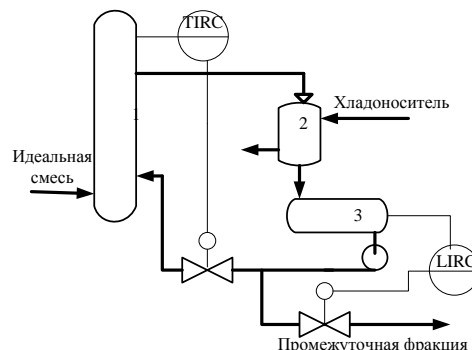 TIRC
1
2
Хладоноситель
Идеальная
смесь
3
LIRC
Промежуточная фракция